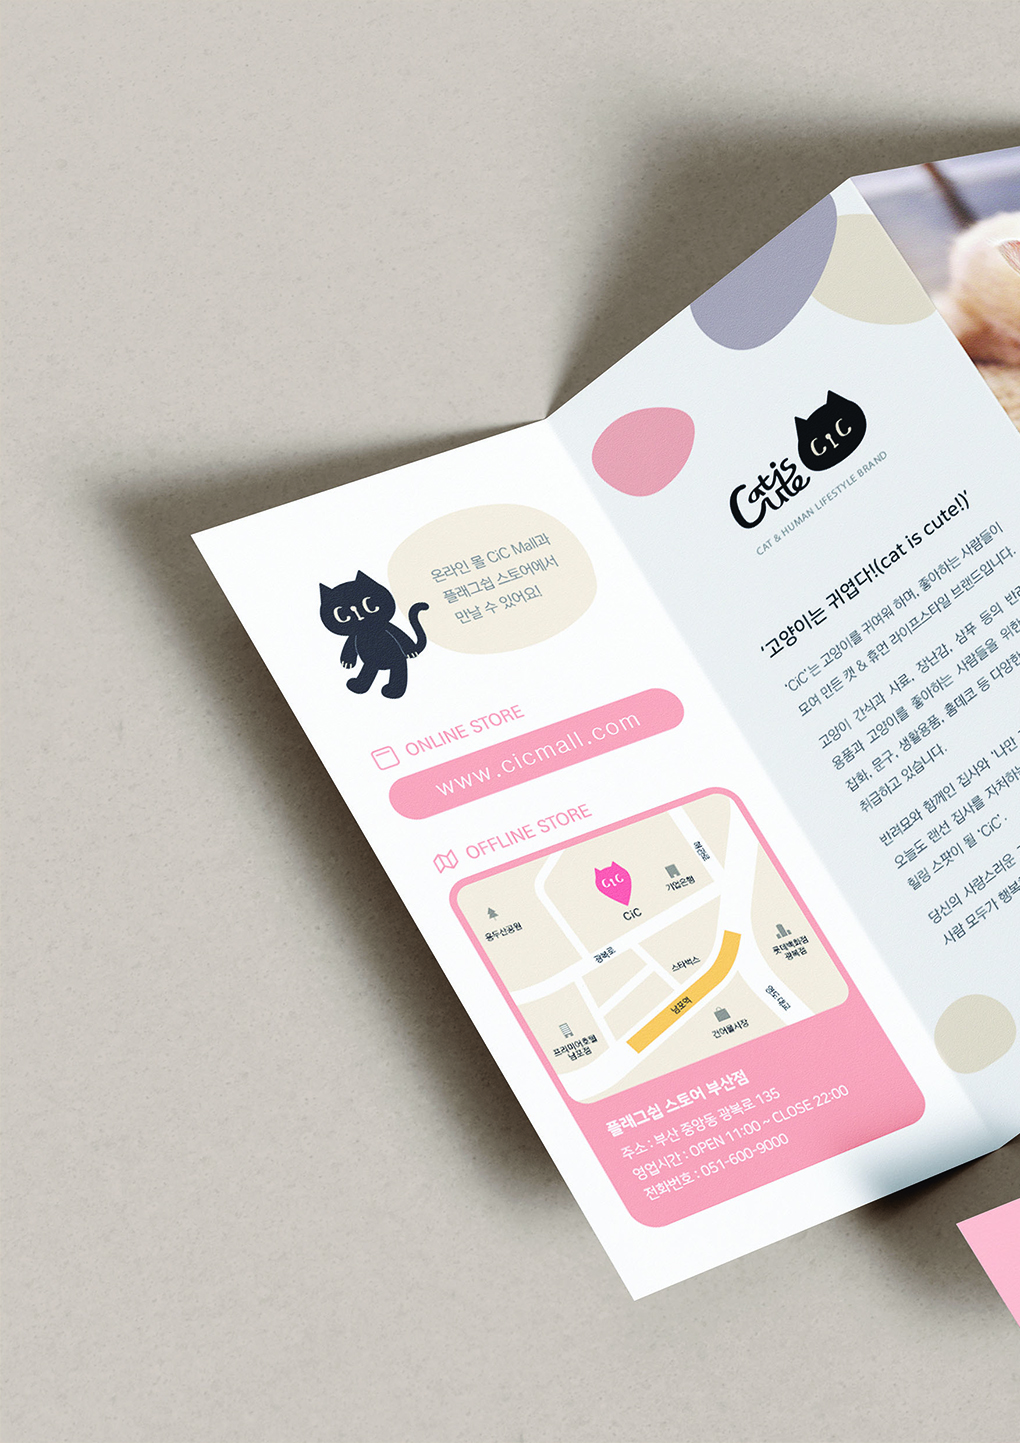 온라인 몰 CiC Mall과
플래그쉽 스토어에서
만날 수 있어요!
CiC
ONLINE STORE
www.cicmall.com
OFFLINE STORE
용두산공원
CiC
CiC
기업은행
광복로
스타벅스
롯데백화점
광복점
남포역
건어물시장
프리미어호텔
남포점
플래그쉽 스토어 부산점
주소 : 부산 중앙동 광복로 135
영업시간 : OPEN 11:00 ~ CLOSE 22:00
전화번호 : 051-600-9000
Cat is
Cute
CiC
CAT & HUMAN LIFESTYLE BRAND
'고양이는 귀엽다!(cat is cute!)'
'CiC'는 고양이를 귀여워 하며, 좋아하는 사람들이
모여 만든 캣 & 휴먼 라이프스타일 브랜드입니다.
고양이 간식과 사료, 장난감, 샴푸 등의
용품과 고양이를 좋아하는 사람들을 위한
잡화, 문구, 생활용품, 홈데코 등 다양한
취급하고 있습니다.
반려묘와 함께인 집사와 '나만
오늘도 랜선 집사를 자처하는
힐링 스팟이 될 'CiC'.
당신의 사랑스러운
사람 모두가